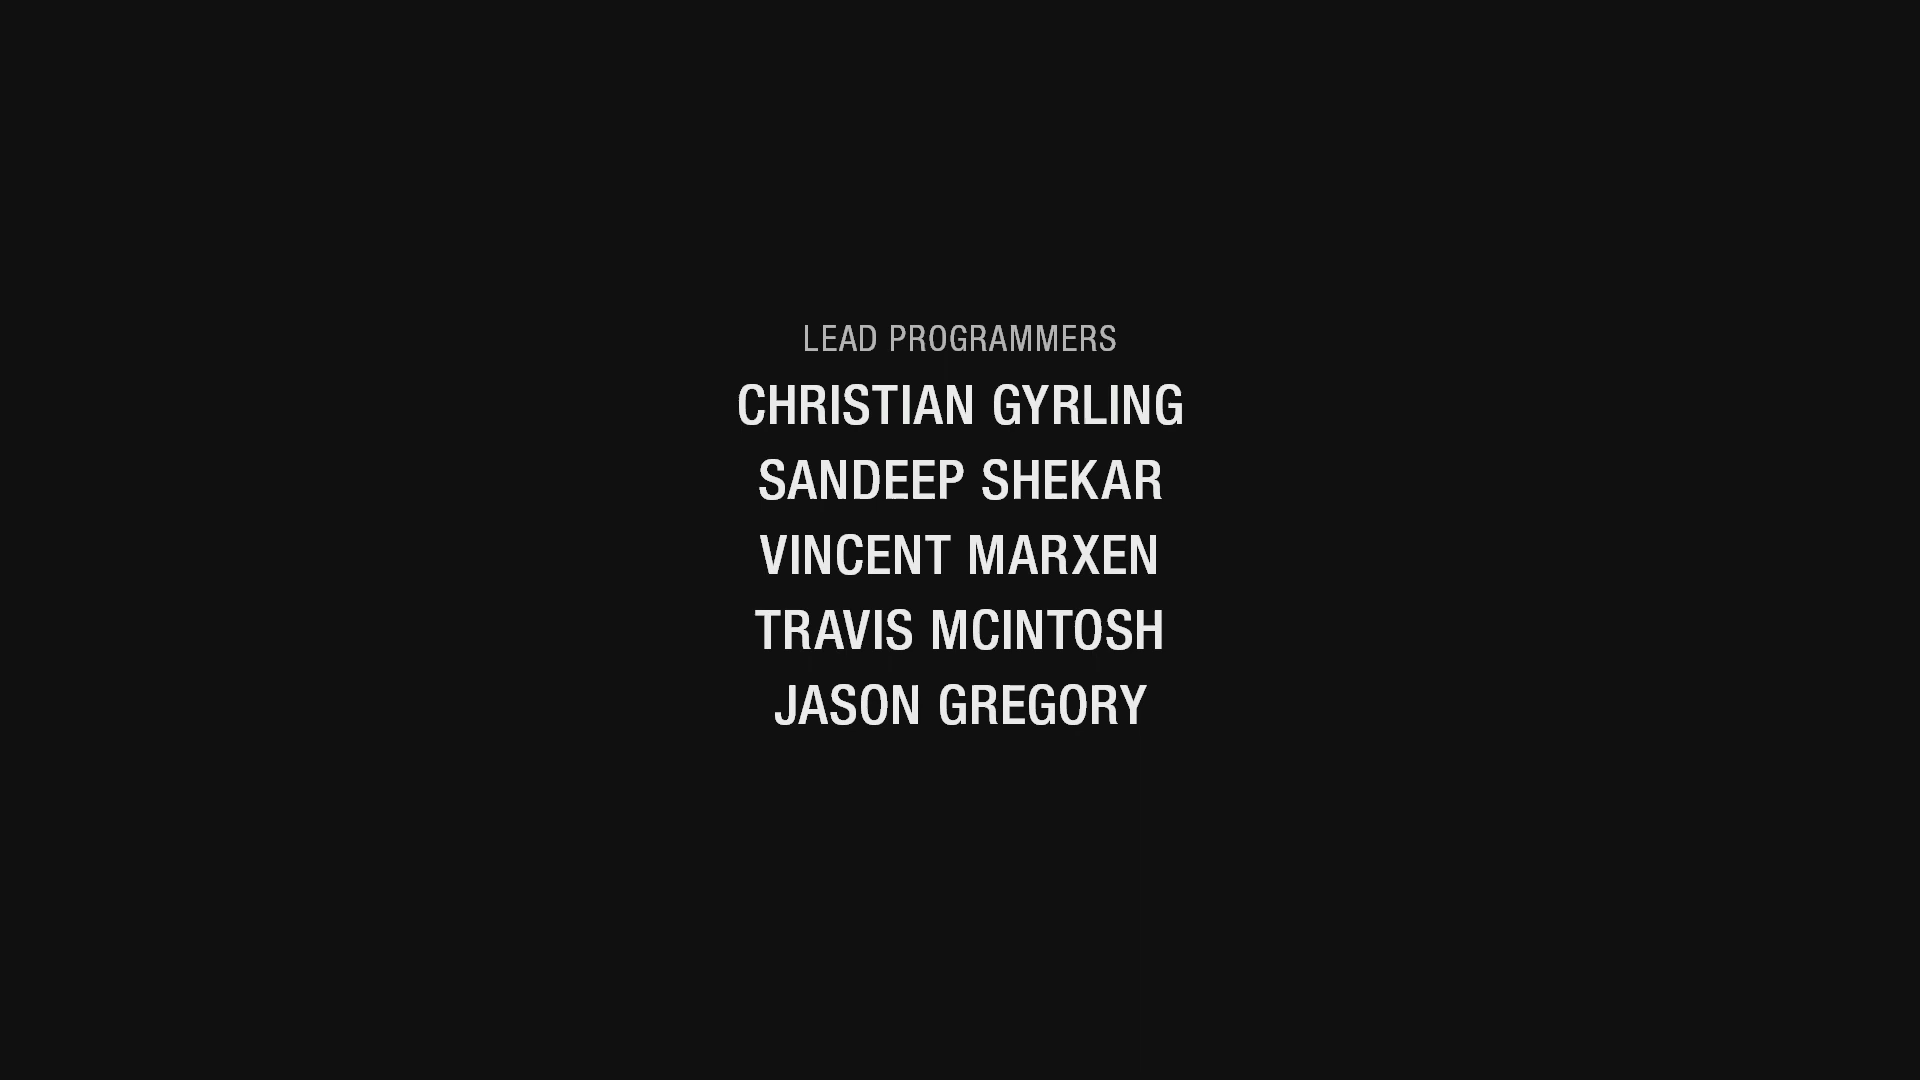 LEAD PROGRAMMERS
CHRISTIAN GYRLING
SANDEEP SHEKAR
VINCENT MARXEN
TRAVIS MCINTOSH
JASON GREGORY